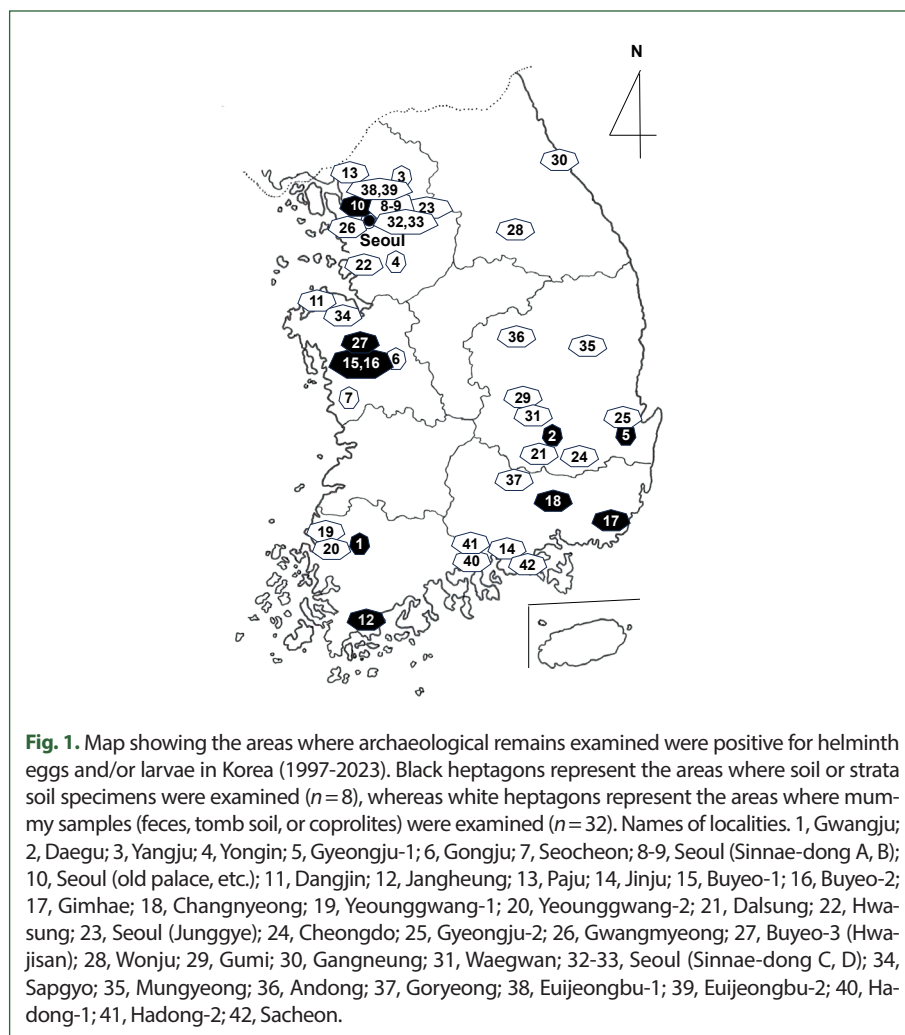 N
30
13
3
38,39
10
8-9
23
32,33
26
Seoul
28
22
4
11
34
27
36
35
15,16
6
7
29
31
25
2
5
21
24
37
18
17
19
20
1
41
14
40
42
12
Fig. 1. Map showing the areas where archaeological remains examined were positive for helminth
eggs and/or larvae in Korea (1997-2023). Black heptagons represent the areas where soil or strata
soil specimens were examined (n=8), whereas white heptagons represent the areas where mum-
my samples (feces, tomb soil, or coprolites) were examined (n=32). Names of localities. 1, Gwangju;
2, Daegu; 3, Yangju; 4, Yongin; 5, Gyeongju-1; 6, Gongju; 7, Seocheon; 8-9, Seoul (Sinnae-dong A, B);
10, Seoul (old palace, etc.); 11, Dangjin; 12, Jangheung; 13, Paju; 14, Jinju; 15, Buyeo-1; 16, Buyeo-2;
17, Gimhae; 18, Changnyeong; 19, Yeounggwang-1; 20, Yeounggwang-2; 21, Dalsung; 22, Hwa-
sung; 23, Seoul (Junggye); 24, Cheongdo; 25, Gyeongju-2; 26, Gwangmyeong; 27, Buyeo-3 (Hwa-
jisan); 28, Wonju; 29, Gumi; 30, Gangneung; 31, Waegwan; 32-33, Seoul (Sinnae-dong C, D); 34,
Sapgyo; 35, Mungyeong; 36, Andong; 37, Goryeong; 38, Euijeongbu-1; 39, Euijeongbu-2; 40, Ha-
dong-1; 41, Hadong-2; 42, Sacheon.